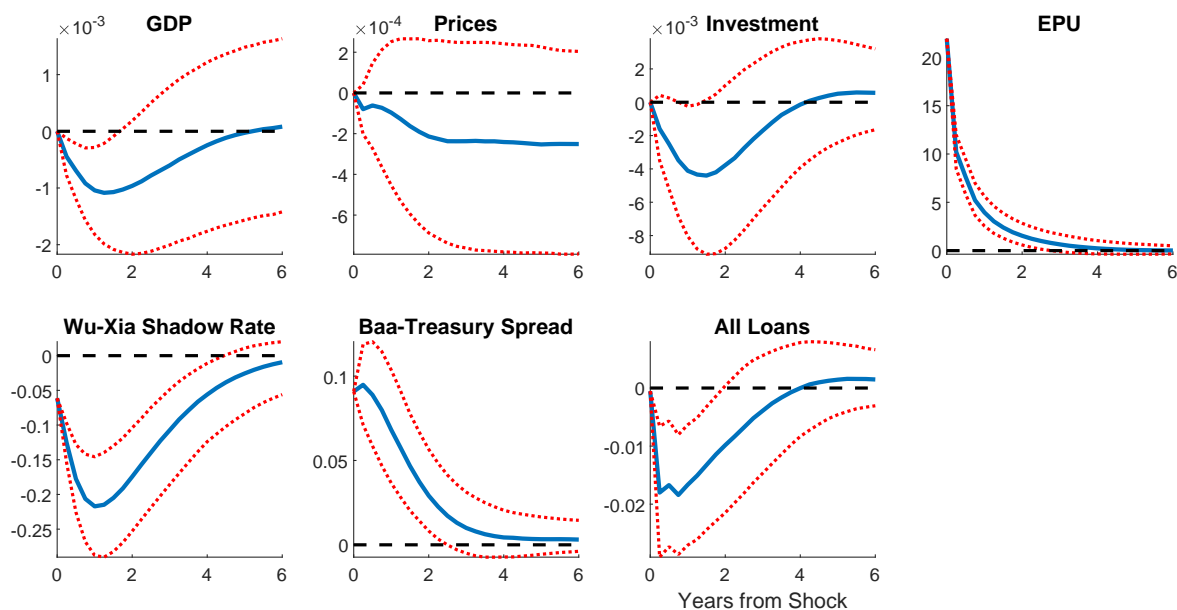 GDP
×10⁻³
1
0
-1
-2
0 2 4 6
Prices
×10⁻⁴
2
0
-2
-4
-6
0 2 4 6
Investment
×10⁻³
2
0
-2
-4
-6
-8
0 2 4 6
EPU
20
15
10
5
0
0 2 4 6
Wu-Xia Shadow Rate
0
-0.05
-0.1
-0.15
-0.2
-0.25
0 2 4 6
Baa-Treasury Spread
0.1
0.05
0
0 2 4 6
All Loans
0
-0.01
-0.02
0 2 4 6
Years from Shock